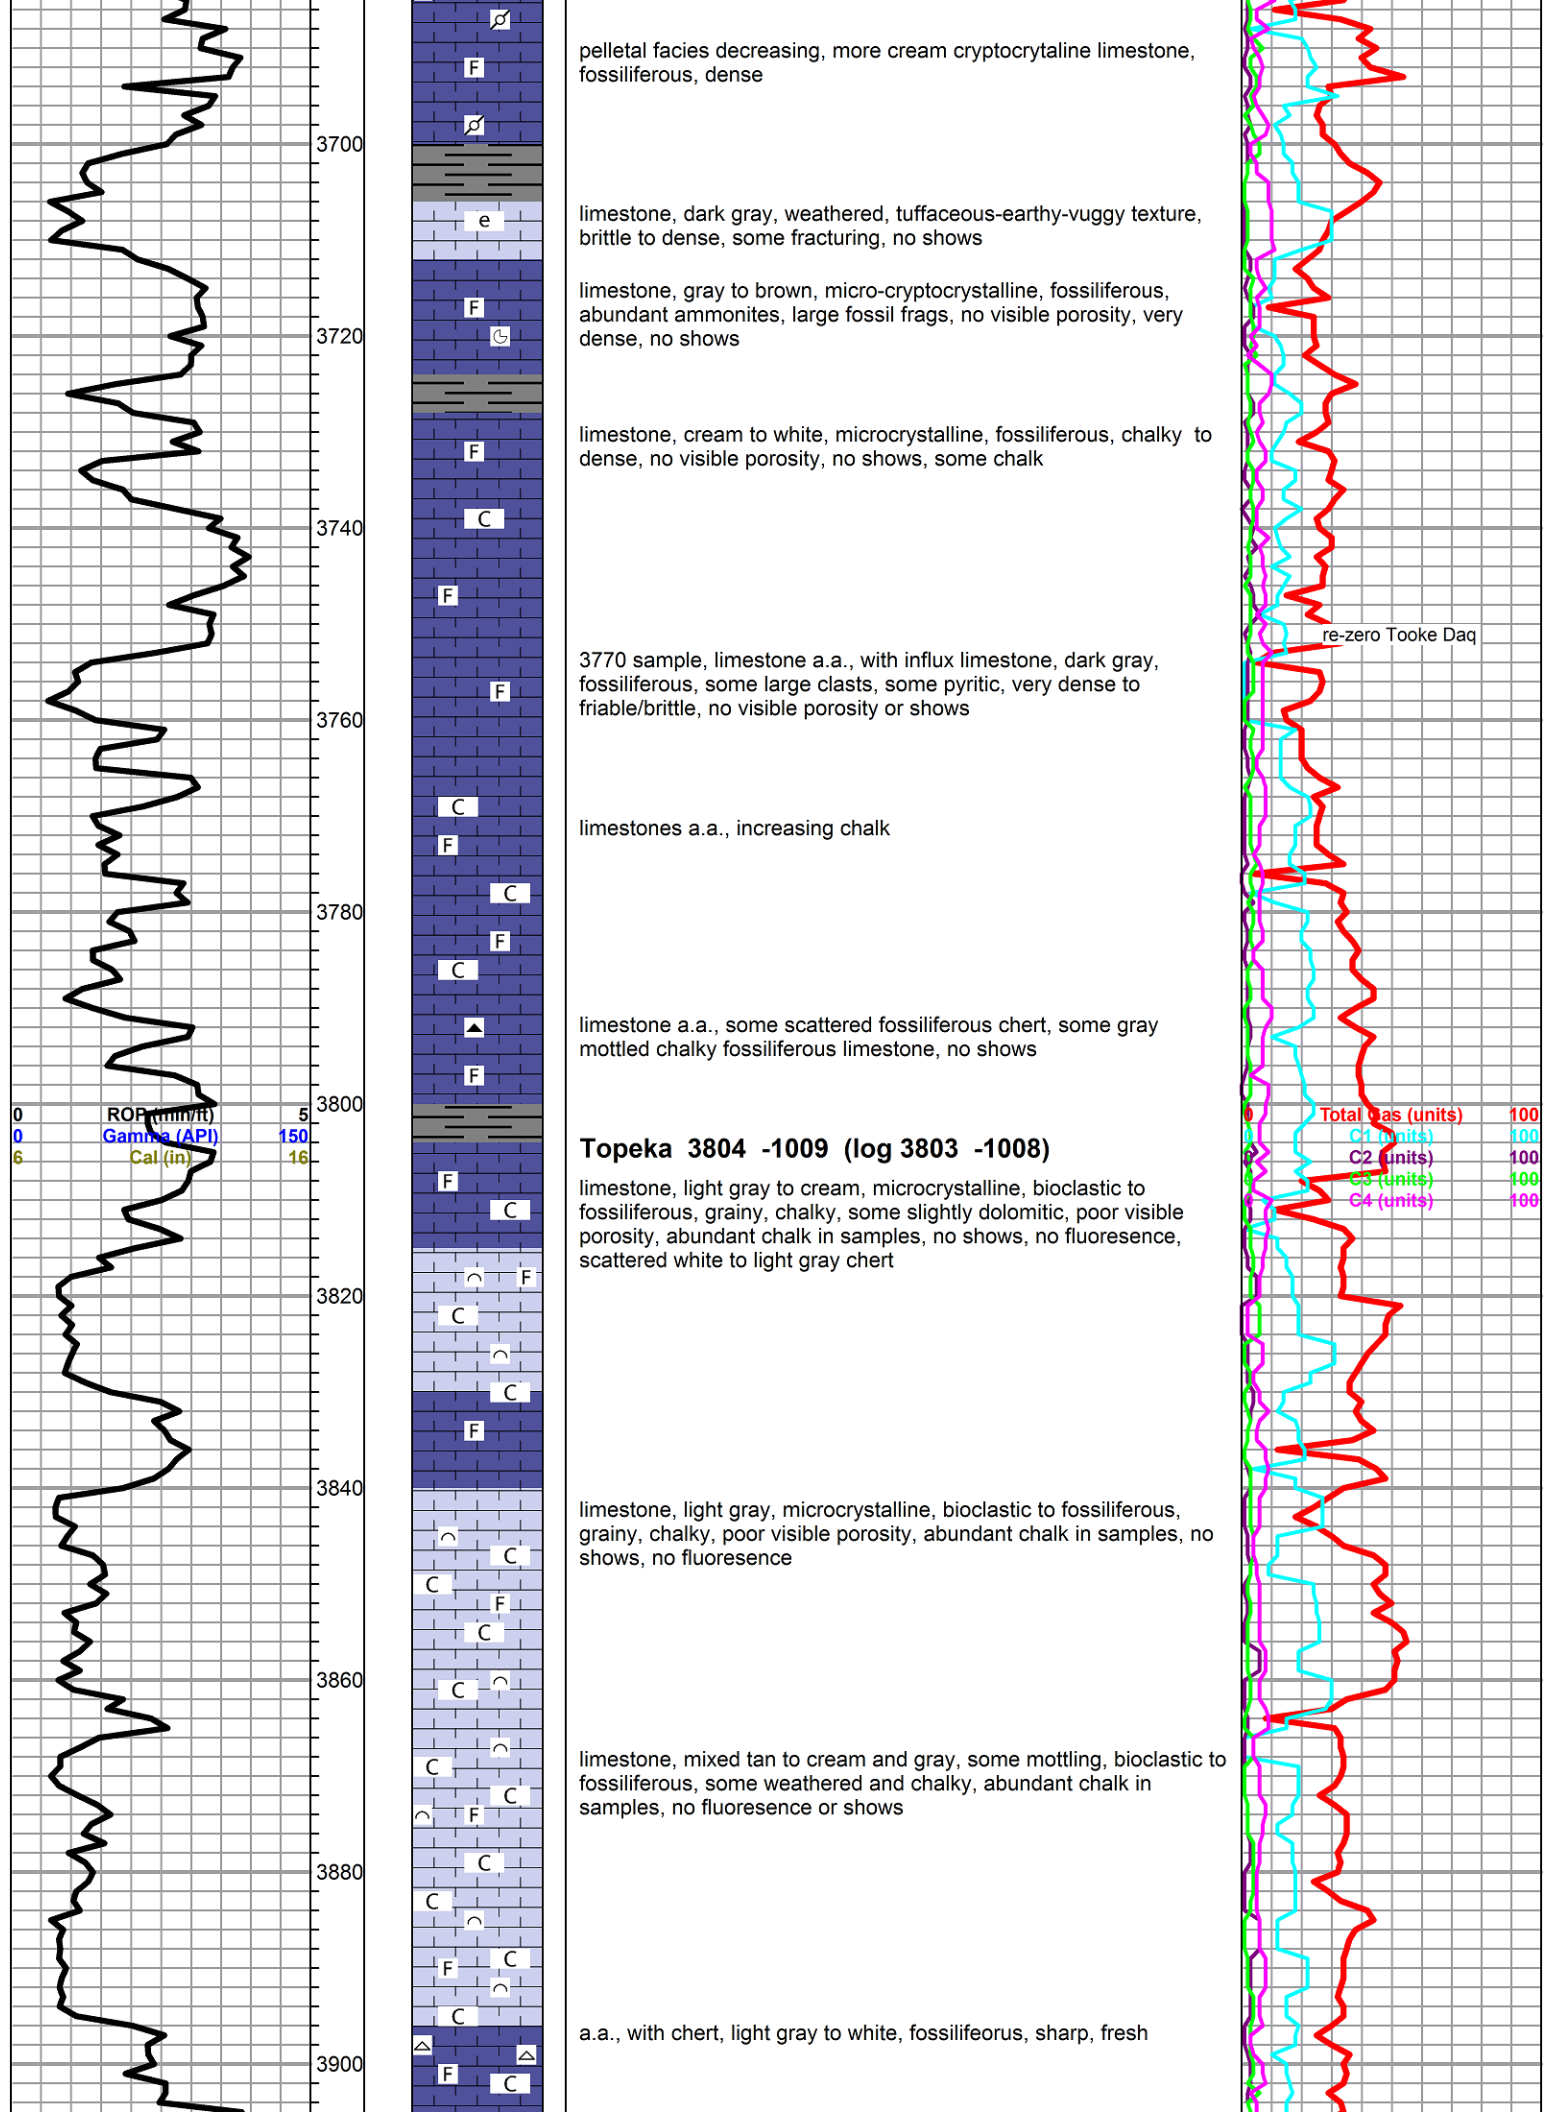 pelletal facies decreasing, more cream cryptocrytaline limestone,
fossiliferous, dense
F
3700
limestone, dark gray, weathered, tuffaceous-earthy-vuggy texture,
brittle to dense, some fracturing, no shows
e
limestone, gray to brown, micro-cryptocrystalline, fossiliferous,
abundant ammonites, large fossil frags, no visible porosity, very
dense, no shows
F
3720
limestone, cream to white, microcrystalline, fossiliferous, chalky to
dense, no visible porosity, no shows, some chalk
F
C
3740
F
re-zero Tooke Daq
3770 sample, limestone a.a., with influx limestone, dark gray,
fossiliferous, some large clasts, some pyritic, very dense to
friable/brittle, no visible porosity or shows
F
3760
C
limestones a.a., increasing chalk
F
C
3780
F
C
limestone a.a., some scattered fossiliferous chert, some gray
mottled chalky fossiliferous limestone, no shows
F
3800
0 ROP (min/ft) 5
0 Gamma (API) 150
6 Cal (in) 16
0 Total Gas (units) 100
C1 (units) 100
C2 (units) 100
C3 (units) 100
C4 (units) 100
Topeka 3804 -1009 (log 3803 -1008)
limestone, light gray to cream, microcrystalline, bioclastic to
fossiliferous, grainy, chalky, some slightly dolomitic, poor visible
porosity, abundant chalk in samples, no shows, no fluoresence,
scattered white to light gray chert
F
C
F
3820
C
C
F
3840
limestone, light gray, microcrystalline, bioclastic to fossiliferous,
grainy, chalky, poor visible porosity, abundant chalk in samples, no
shows, no fluoresence
C
C
F
C
3860
C
limestone, mixed tan to cream and gray, some mottling, bioclastic to
fossiliferous, some weathered and chalky, abundant chalk in
samples, no fluoresence or shows
C
C
F
3880
C
C
C
F
C
a.a., with chert, light gray to white, fossilifeorus, sharp, fresh
3900
F
C